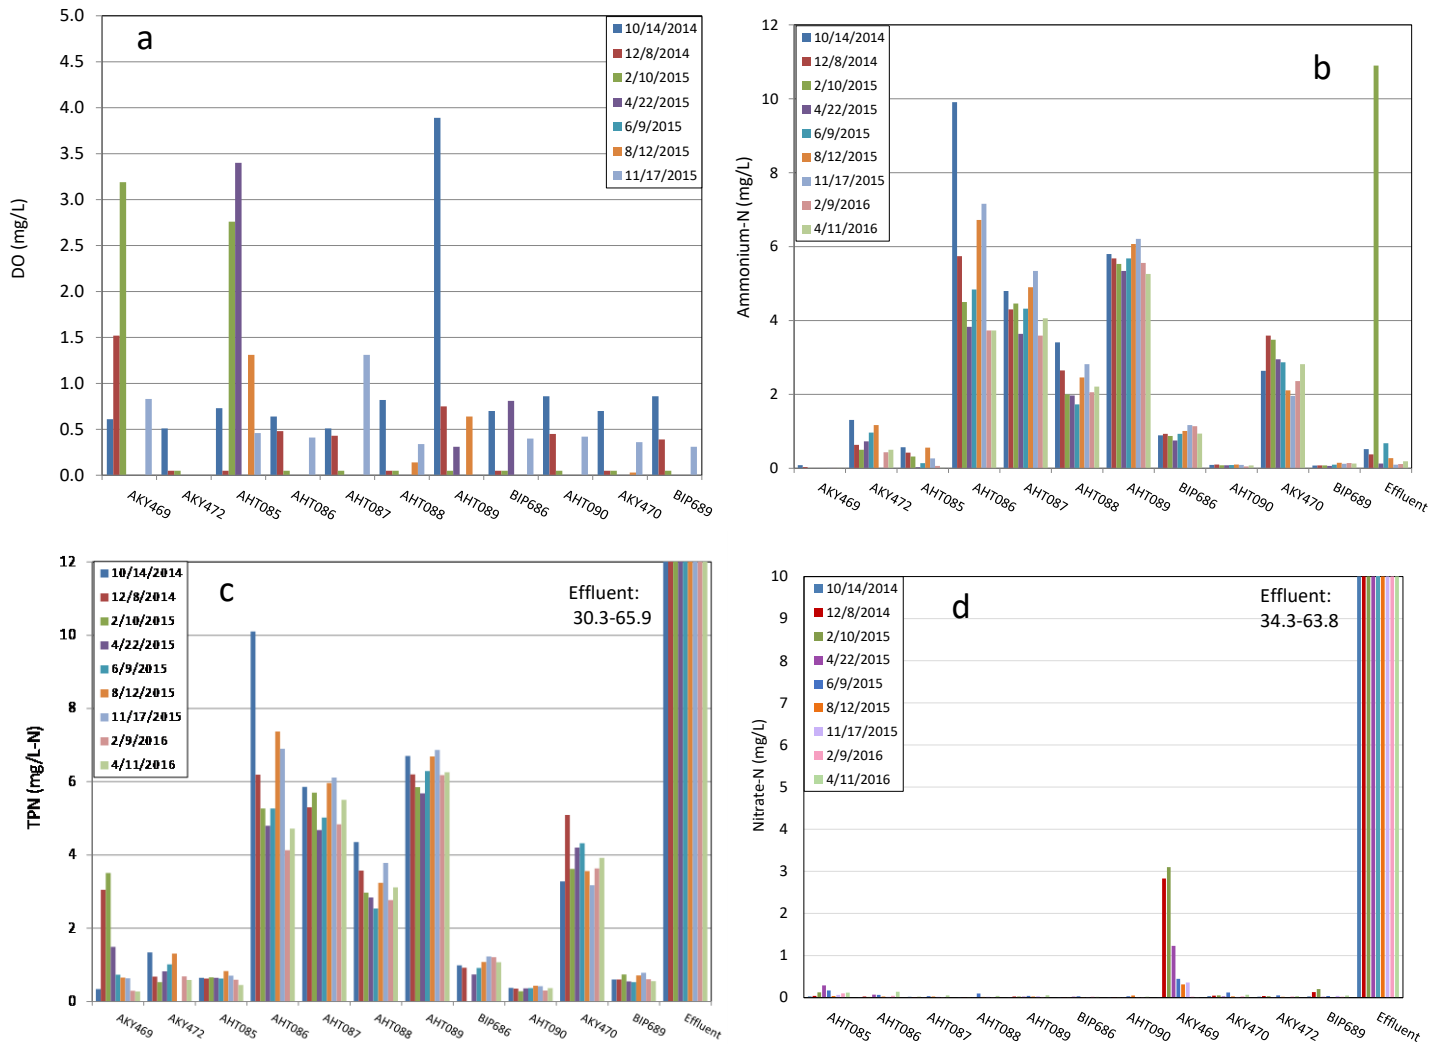 a
5.0
4.5
4.0
3.5
3.0
2.5
2.0
1.5
1.0
0.5
0.0
DO (mg/L)
10/14/2014
12/8/2014
2/10/2015
4/22/2015
6/9/2015
8/12/2015
11/17/2015
AKY469
AKY472
AHT085
AHT086
AHT087
AHT088
AHT089
BIP686
AHT090
AKY470
BIP689
b
12
10
8
6
4
2
0
Ammonium-N (mg/L)
10/14/2014
12/8/2014
2/10/2015
4/22/2015
6/9/2015
8/12/2015
11/17/2015
2/9/2016
4/11/2016
AKY469
AKY472
AHT085
AHT086
AHT087
AHT088
AHT089
BIP686
AHT090
AKY470
BIP689
Effluent
c
12
10
8
6
4
2
0
TPN (mg/L-N)
10/14/2014
12/8/2014
2/10/2015
4/22/2015
6/9/2015
8/12/2015
11/17/2015
2/9/2016
4/11/2016
Effluent:
30.3-65.9
AKY469
AKY472
AHT085
AHT086
AHT087
AHT088
AHT089
BIP686
AHT090
AKY470
BIP689
Effluent
d
10
9
8
7
6
5
4
3
2
1
0
Nitrate-N (mg/L)
10/14/2014
12/8/2014
2/10/2015
4/22/2015
6/9/2015
8/12/2015
11/17/2015
2/9/2016
4/11/2016
Effluent:
34.3-63.8
AHT085
AHT086
AHT087
AHT088
AHT089
BIP686
AHT090
AKY469
AKY470
AKY472
BIP689
Effluent